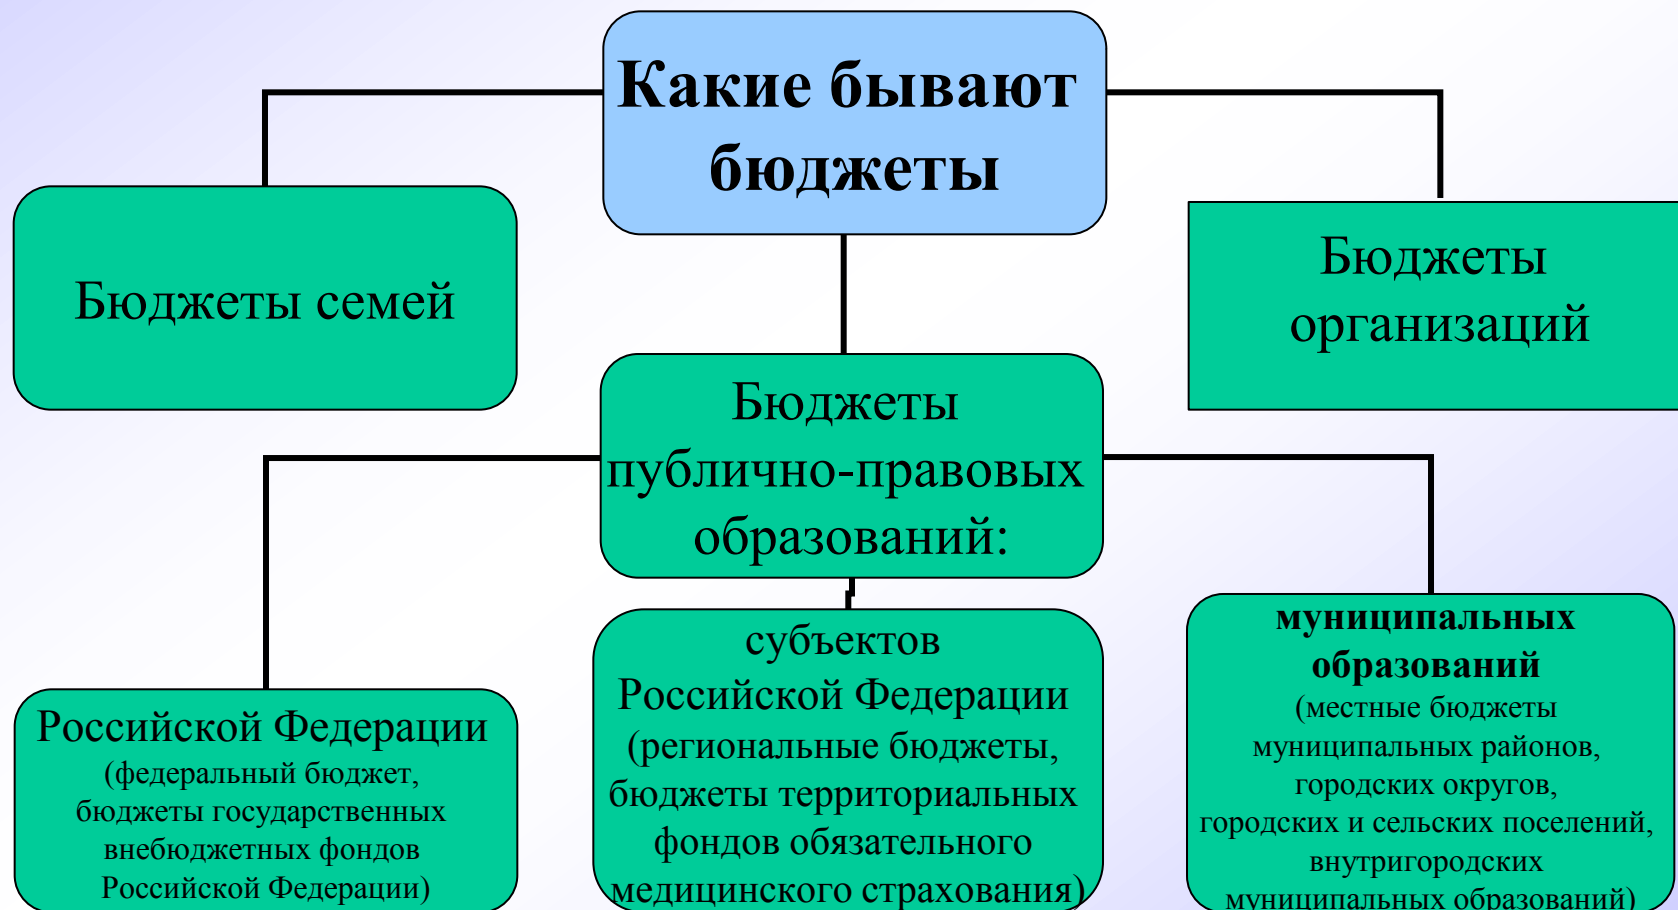 Какие бывают
бюджеты
Бюджеты семей
Бюджеты
организаций
Бюджеты
публично-правовых
образований:
Российской Федерации
(федеральный бюджет,
бюджеты государственных
внебюджетных фондов
Российской Федерации)
субъектов
Российской Федерации
(региональные бюджеты,
бюджеты территориальных
фондов обязательного
медицинского страхования)
муниципальных
образований
(местные бюджеты
муниципальных районов,
городских округов,
городских и сельских поселений,
внутригородских
муниципальных образований)